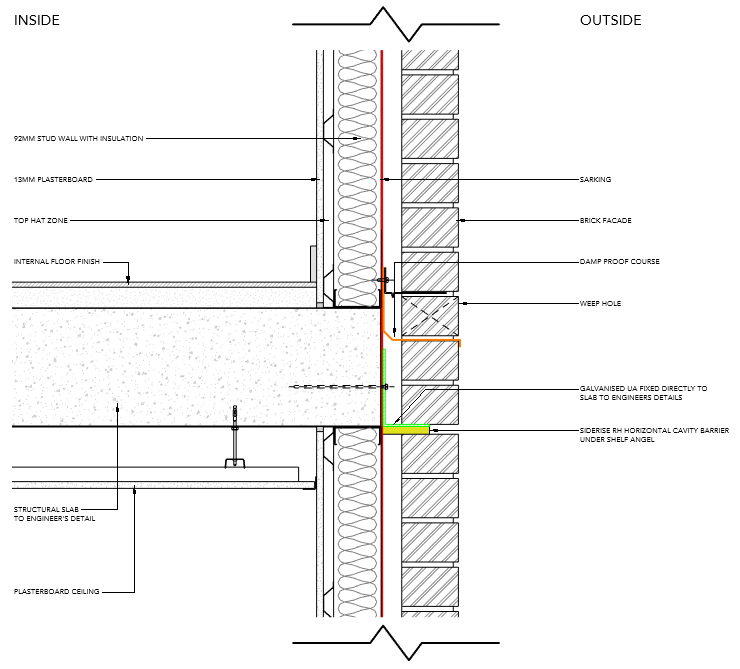 INSIDE
OUTSIDE
92MM STUD WALL WITH INSULATION
13MM PLASTERBOARD
SARKING
TOP HAT ZONE
BRICK FACADE
INTERNAL FLOOR FINISH
DAMP PROOF COURSE
WEEP HOLE
GALVANISED UA FIXED DIRECTLY TO
SLAB TO ENGINEERS DETAILS
SIDERISE RH HORIZONTAL CAVITY BARRIER
UNDER SHELF ANGEL
STRUCTURAL SLAB
TO ENGINEER'S DETAIL
PLASTERBOARD CEILING